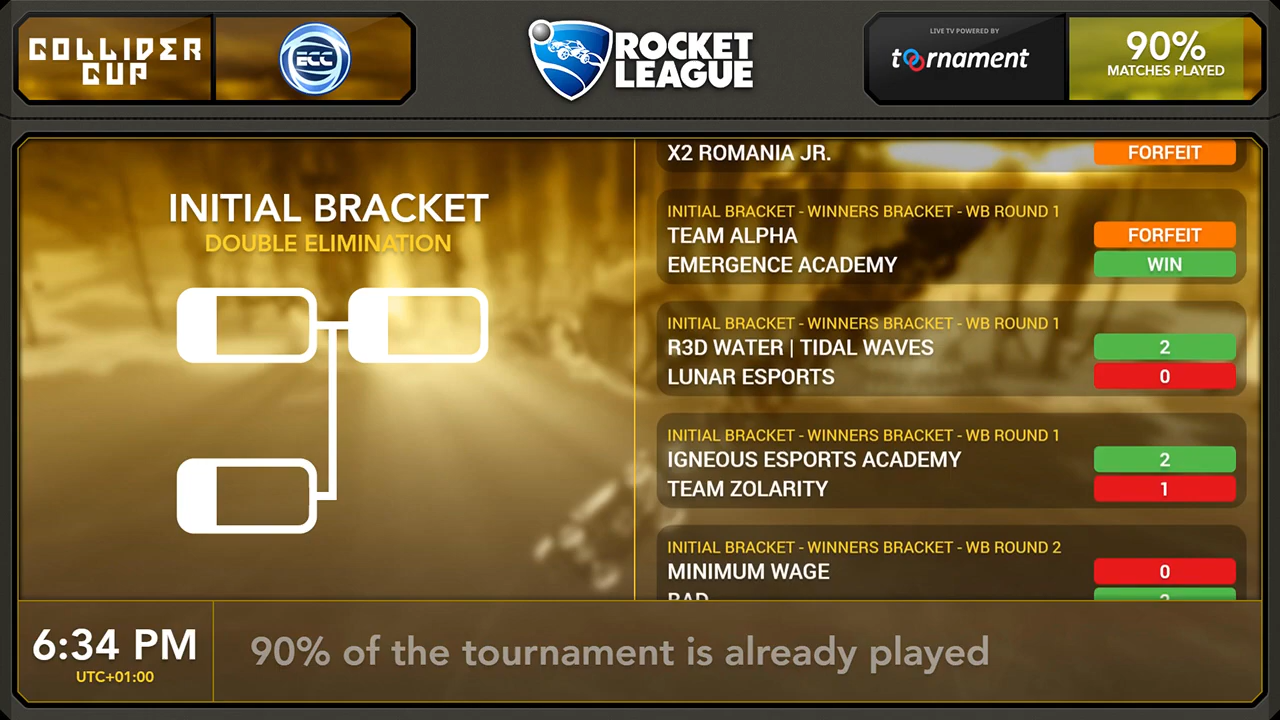 COLLIDER
CUP
ECC
ROCKET
LEAGUE
LIVE TV POWERED BY
toornament
90%
MATCHES PLAYED
INITIAL BRACKET
DOUBLE ELIMINATION
X2 ROMANIA JR.
FORFEIT
INITIAL BRACKET - WINNERS BRACKET - WB ROUND 1
TEAM ALPHA
FORFEIT
EMERGENCE ACADEMY
WIN
INITIAL BRACKET - WINNERS BRACKET - WB ROUND 1
R3D WATER | TIDAL WAVES
2
LUNAR ESPORTS
0
INITIAL BRACKET - WINNERS BRACKET - WB ROUND 1
IGNEOUS ESPORTS ACADEMY
2
TEAM ZOLARITY
1
INITIAL BRACKET - WINNERS BRACKET - WB ROUND 2
MINIMUM WAGE
0
6:34 PM
UTC+01:00
90% of the tournament is already played